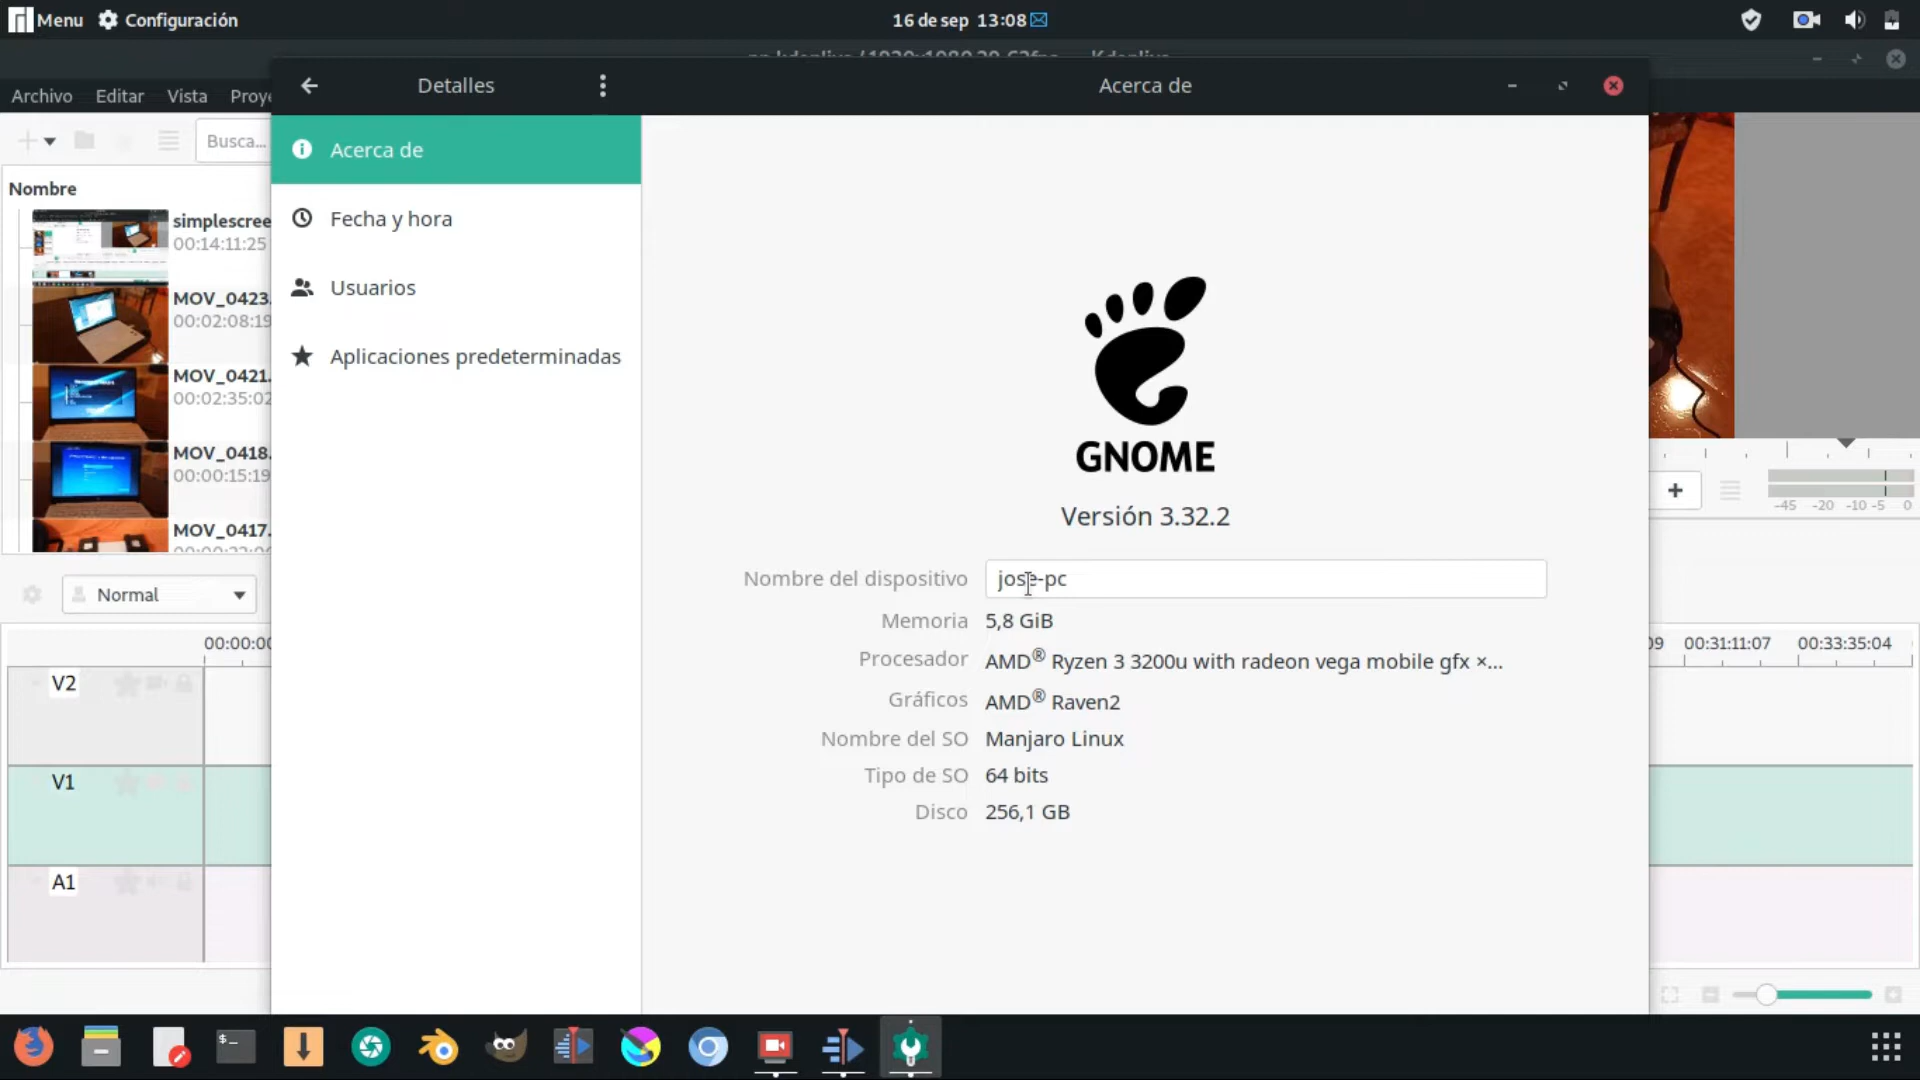 Menu Configuración
16 de sep 13:08
Archivo Editar Vista
Detalles
Acerca de
Busca...
Nombre
00:14:11:25
MOV_0423.
00:02:08:19
MOV_0421.
00:02:35:02
MOV_0418.
00:00:15:19
MOV_0417.
Acerca de
Fecha y hora
Usuarios
Aplicaciones predeterminadas
GNOME
Versión 3.32.2
Nombre del dispositivo jose-pc
Memoria 5,8 GiB
Procesador AMD® Ryzen 3 3200u with radeon vega mobile gfx ×...
Gráficos AMD® Raven2
Nombre del SO Manjaro Linux
Tipo de SO 64 bits
Disco 256,1 GB
-45 -20 -10 -5 0
Normal
00:31:11:07 00:33:35:04
V2
V1
A1